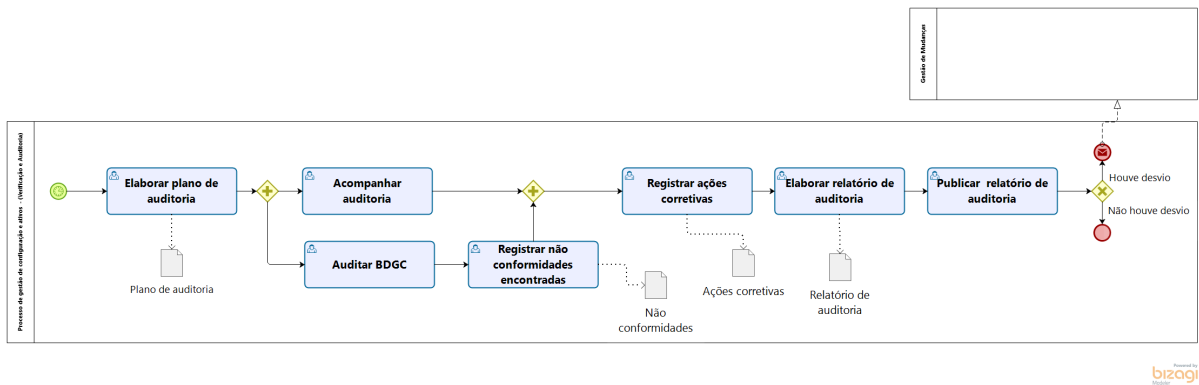 Gestão de Mudanças
Processo de gestão de configuração e ativos - (Verificação e Auditoria)
Elaborar plano de
auditoria
Acompanhar
auditoria
Registrar ações
corretivas
Elaborar relatório de
auditoria
Publicar relatório de
auditoria
Houve desvio
Não houve desvio
Auditar BDGC
Registrar não
conformidades
encontradas
Plano de auditoria
Não
conformidades
Ações corretivas
Relatório de
auditoria
Powered by
bizagi
Modeler